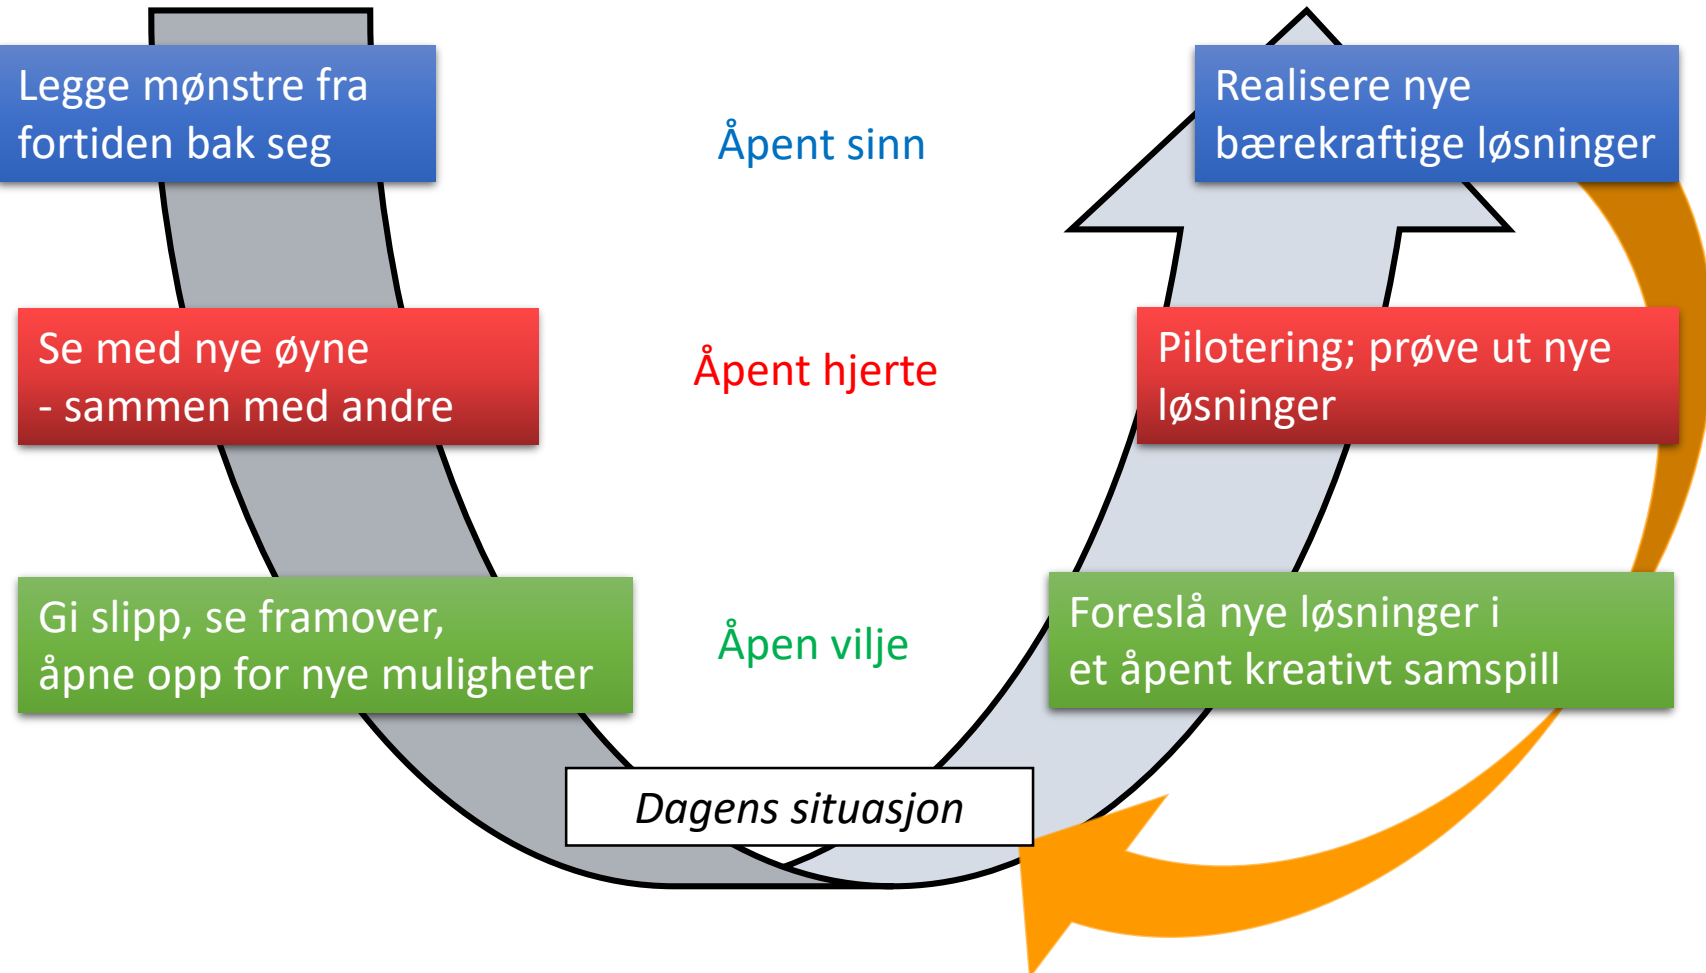 Legge mønstre fra
fortiden bak seg
Åpent sinn
Realisere nye
bærekraftige løsninger
Se med nye øyne
- sammen med andre
Åpent hjerte
Pilotering; prøve ut nye
løsninger
Gi slipp, se framover,
åpne opp for nye muligheter
Åpen vilje
Foreslå nye løsninger i
et åpent kreativt samspill
Dagens situasjon